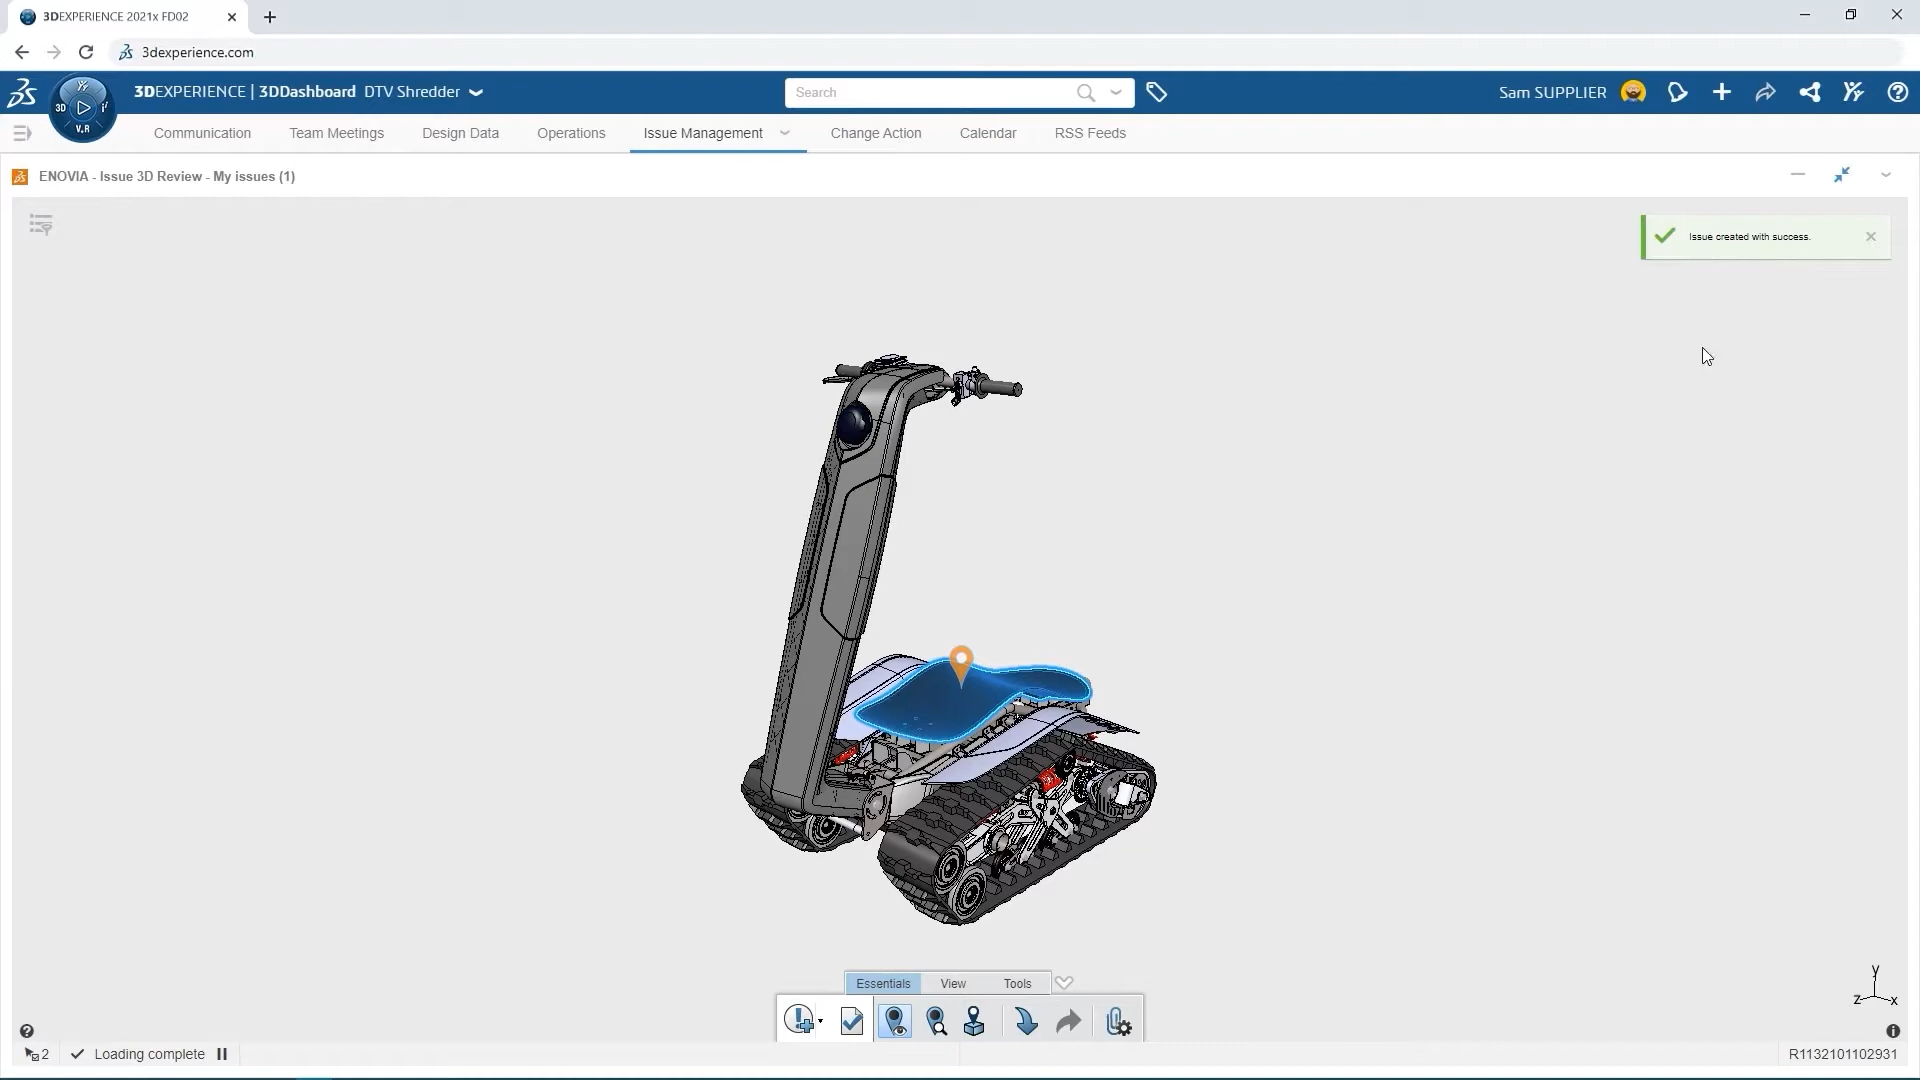 3DEXPERIENCE 2021x FD02
3dexperience.com
3DEXPERIENCE | 3DDashboard DTV Shredder
Search
Sam SUPPLIER
3D
V.R
Communication
Team Meetings
Design Data
Operations
Issue Management
Change Action
Calendar
RSS Feeds
ENOVIA - Issue 3D Review - My issues (1)
Issue created with success.
Essentials
View
Tools
y
z
x
2
Loading complete
R1132101102931